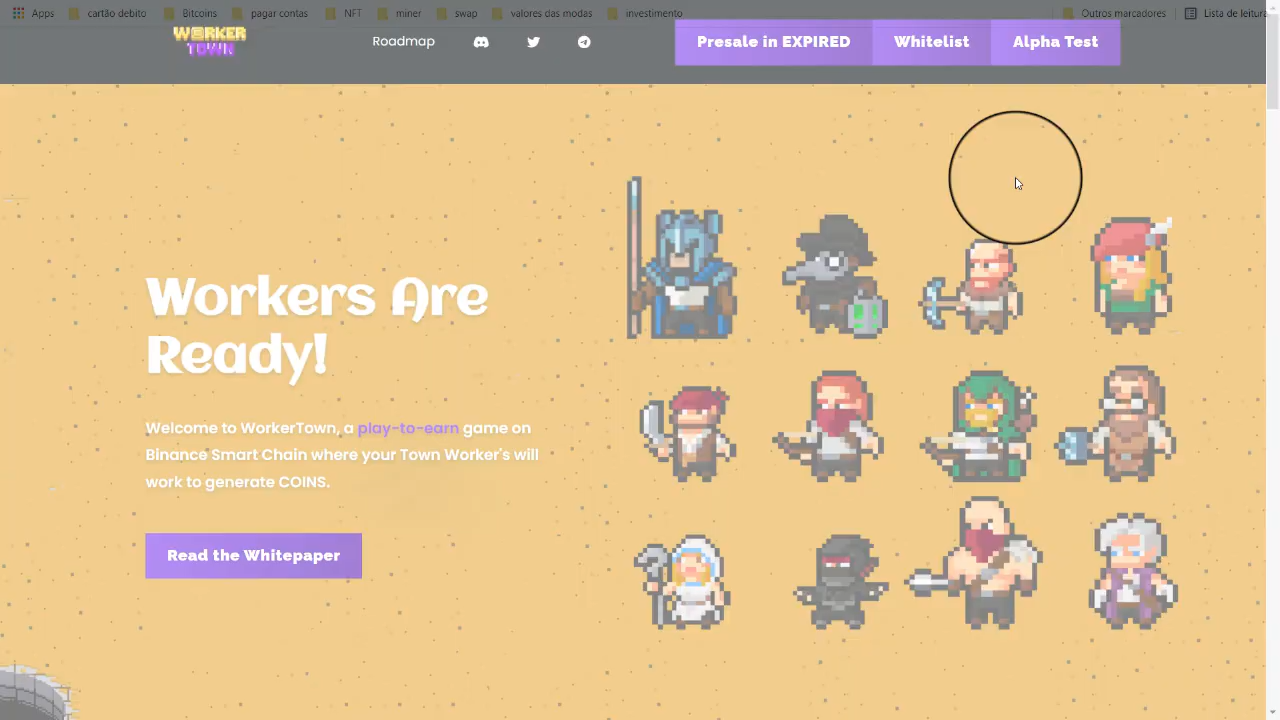 Apps
cartão debito
Bitcoins
pagar contas
NFT
miner
swap
valores das modas
investimento
Outros marcadores
Lista de leitura
WORKER
TOWN
Roadmap
Presale in EXPIRED
Whitelist
Alpha Test
Workers Are
Ready!
Welcome to WorkerTown, a play-to-earn game on
Binance Smart Chain where your Town Worker's will
work to generate COINS.
Read the Whitepaper